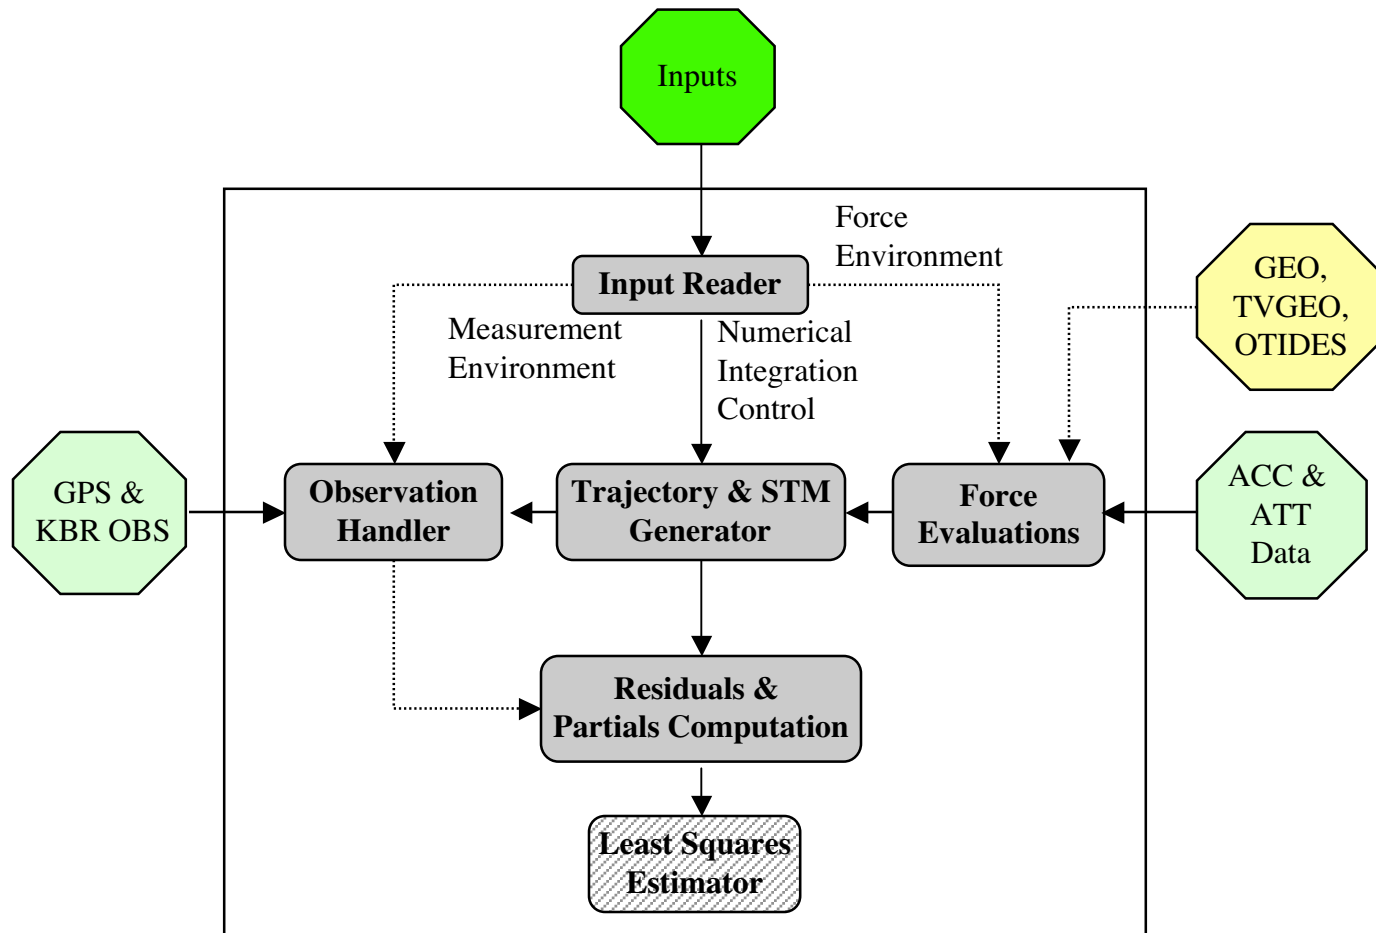 Inputs
Force
Environment
Input Reader
GEO,
TVGEO,
OTIDES
Measurement
Environment
Numerical
Integration
Control
GPS &
KBR OBS
Observation
Handler
Trajectory & STM
Generator
Force
Evaluations
ACC &
ATT
Data
Residuals &
Partials Computation
Least Squares
Estimator